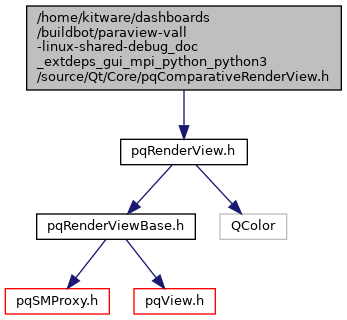 /home/kitware/dashboards
/buildbot/paraview-vall
-linux-shared-debug_doc
_extdeps_gui_mpi_python_python3
/source/Qt/Core/pqComparativeRenderView.h
pqRenderView.h
pqRenderViewBase.h
QColor
pqSMProxy.h
pqView.h